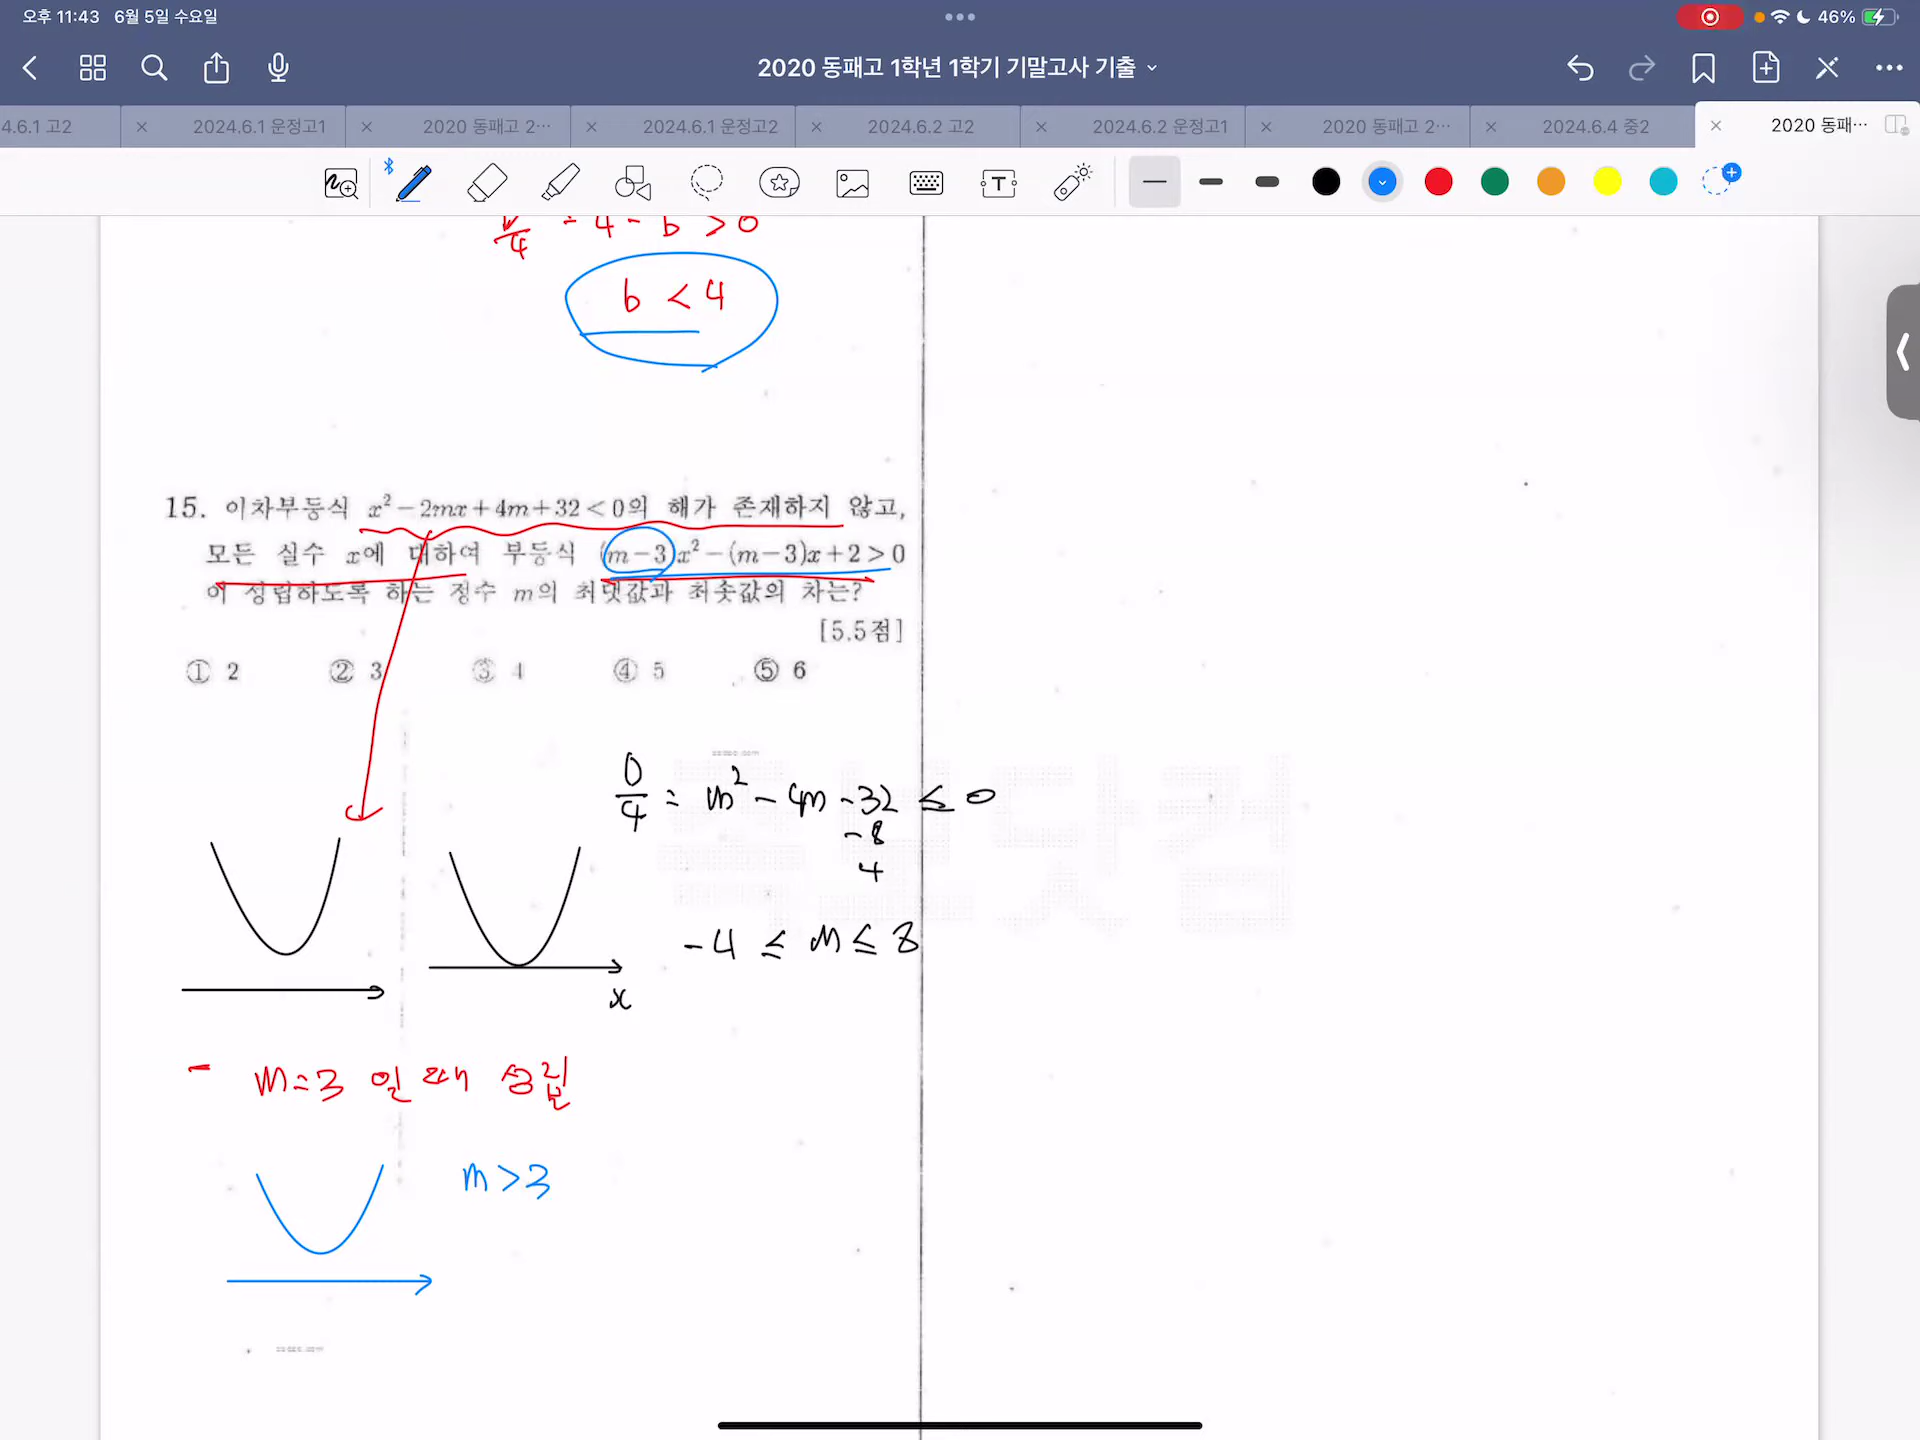 오후 11:43 6월 5일 수요일
46%
2020 동패고 1학년 1학기 기말고사 기출
4.6.1 고2
2024.6.1 운정고1
2020 동패고 2…
2024.6.1 운정고2
2024.6.2 고2
2024.6.2 운정고1
2020 동패고 2…
2024.6.4 중2
2020 동패…
D/4 = 4 - b > 0
b < 4
15. 이차부등식 x² − 2mx + 4m + 32 < 0의 해가 존재하지 않고,
모든 실수 x에 대하여 부등식 (m−3)x² − (m−3)x + 2 > 0
이 성립하도록 하는 정수 m의 최댓값과 최솟값의 차는?
[5.5점]
① 2 ② 3 ③ 4 ④ 5 ⑤ 6
D/4 = m² - 4m - 32 ≤ 0
-8
4
-4 ≤ m ≤ 8
x
- m=3 일 때 성립
m > 3
족보닷컴